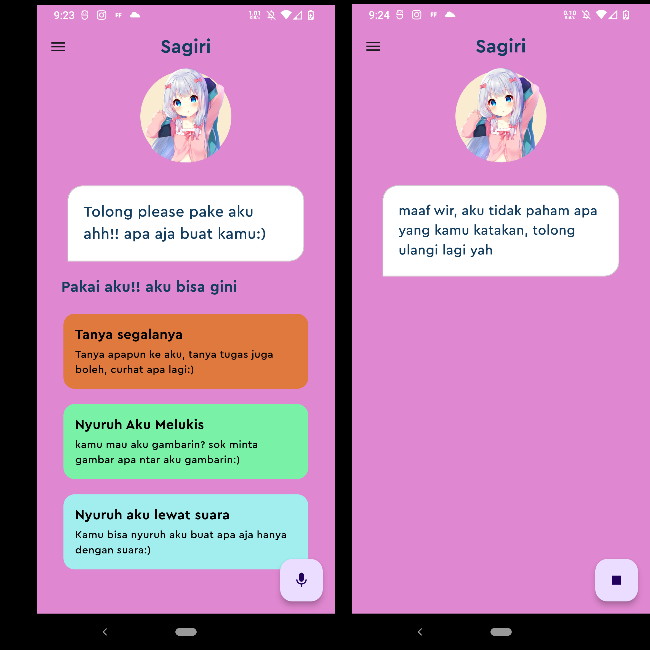 9:23
Sagiri
Tolong please pake aku
ahh!! apa aja buat kamu:)
Pakai aku!! aku bisa gini
Tanya segalanya
Tanya apapun ke aku, tanya tugas juga
boleh, curhat apa lagi:)
Nyuruh Aku Melukis
kamu mau aku gambarin? sok minta
gambar apa ntar aku gambarin:)
Nyuruh aku lewat suara
Kamu bisa nyuruh aku buat apa aja hanya
dengan suara:)
9:24
Sagiri
maaf wir, aku tidak paham apa
yang kamu katakan, tolong
ulangi lagi yah